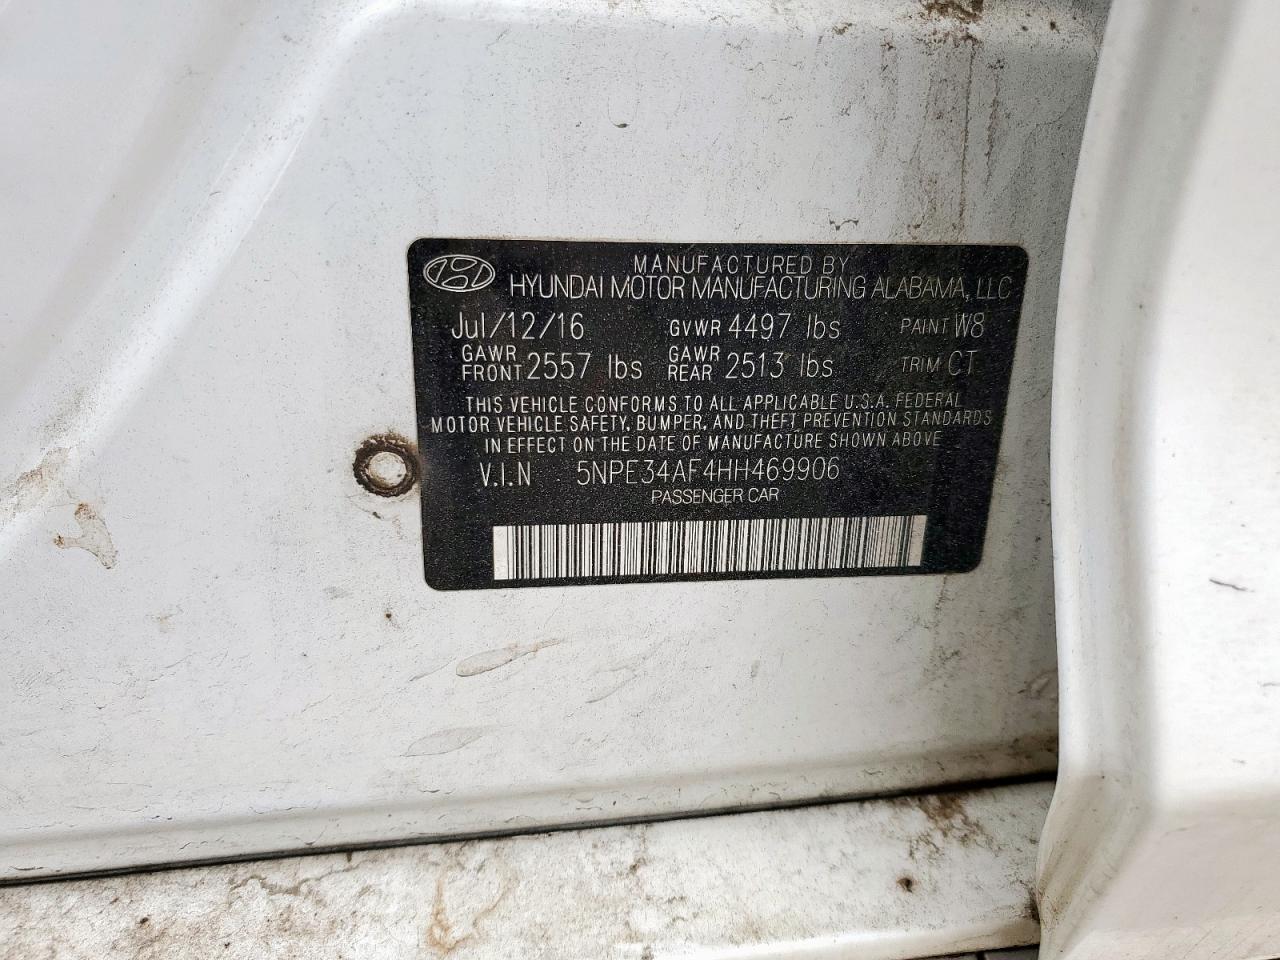 MANUFACTURED BY
HYUNDAI MOTOR MANUFACTURING ALABAMA, LLC
Jul/12/16 GVWR 4497 lbs PAINT W8
GAWR FRONT 2557 lbs GAWR REAR 2513 lbs TRIM CT
THIS VEHICLE CONFORMS TO ALL APPLICABLE U.S.A. FEDERAL
MOTOR VEHICLE SAFETY, BUMPER, AND THEFT PREVENTION STANDARDS
IN EFFECT ON THE DATE OF MANUFACTURE SHOWN ABOVE
V.I.N 5NPE34AF4HH469906
PASSENGER CAR